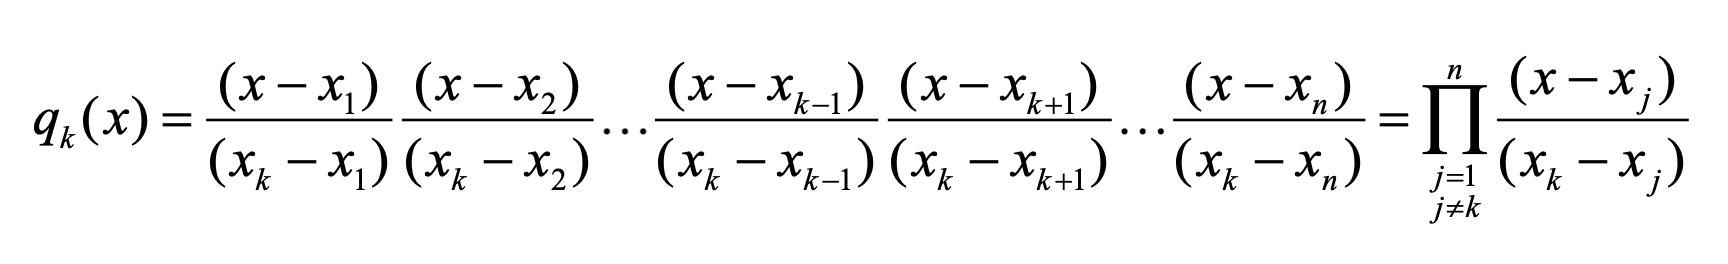 $q_k(x) = \frac{(x-x_1)}{(x_k-x_1)} \frac{(x-x_2)}{(x_k-x_2)} \cdots \frac{(x-x_{k-1})}{(x_k-x_{k-1})} \frac{(x-x_{k+1})}{(x_k-x_{k+1})} \cdots \frac{(x-x_n)}{(x_k-x_n)} = \prod_{\substack{j=1 \\ j \neq k}}^{n} \frac{(x-x_j)}{(x_k-x_j)}$